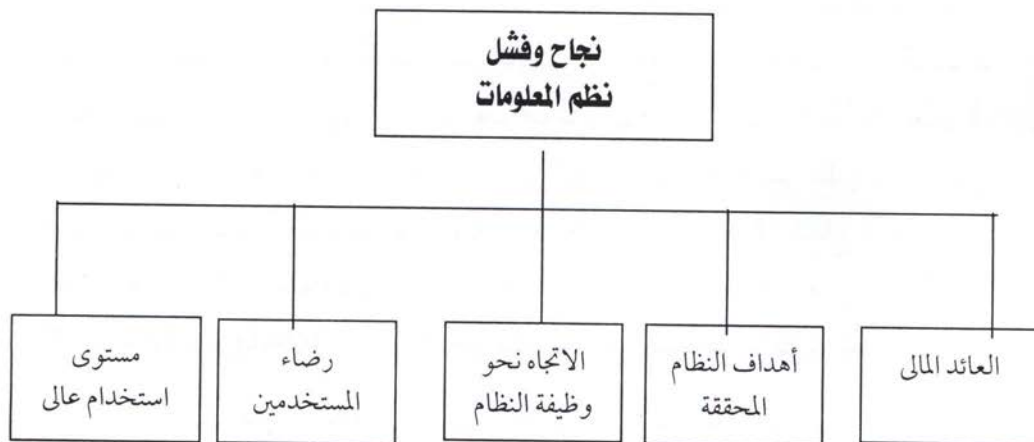 نجاح وفشل
نظم المعلومات
العائد المالى
أهداف النظام
المحققة
الاتجاه نحو
وظيفة النظام
رضاء
المستخدمين
مستوى
استخدام عالى